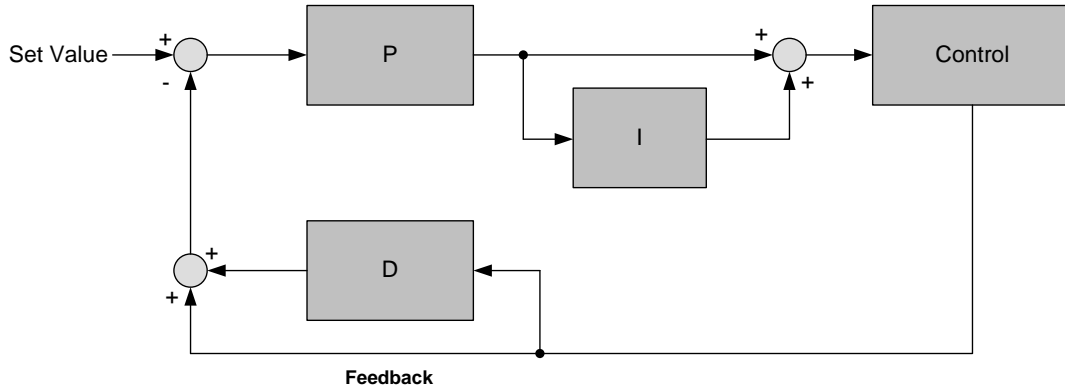 Set Value
+
-
P
+
+
Control
I
+
+
D
Feedback